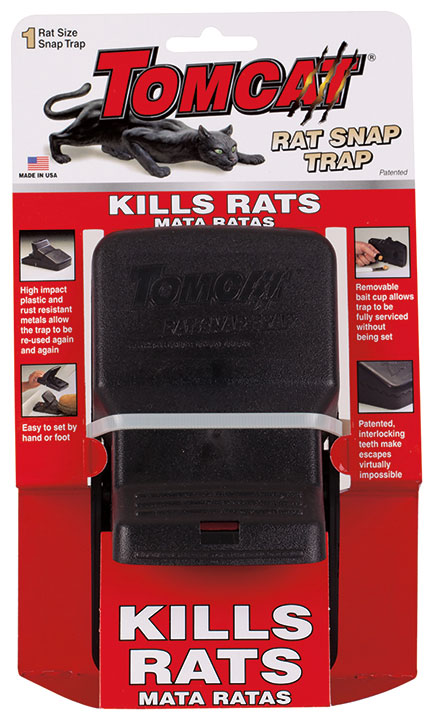 1 Rat Size
Snap Trap
TOMCAT®
RAT SNAP
TRAP
Patented
MADE IN USA
KILLS RATS
MATA RATAS
TOMCAT
High impact
plastic and
rust resistant
metals allow
the trap to be
re-used again
and again
Easy to set by
hand or foot
Removable
bait cup allows
trap to be
fully serviced
without
being set
Patented,
interlocking
teeth make
escapes
virtually
impossible
KILLS
RATS
MATA RATAS